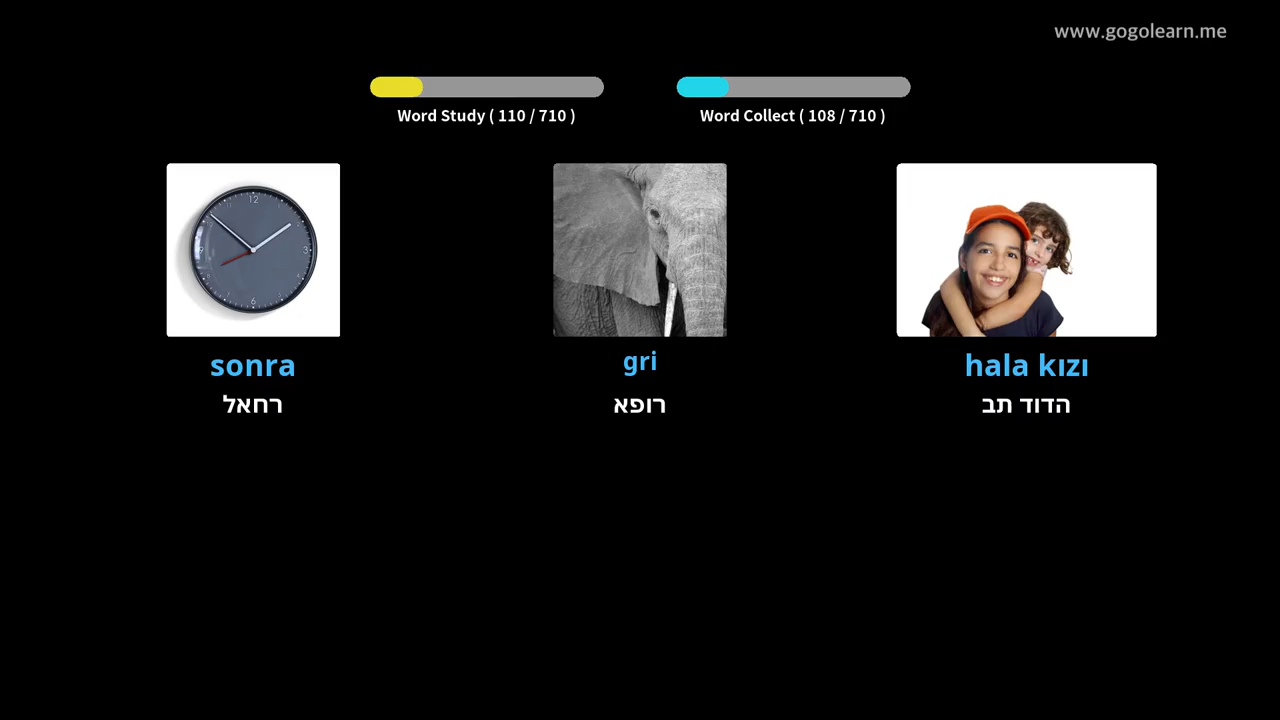 www.gogolearn.me
Word Study ( 110 / 710 )
Word Collect ( 108 / 710 )
sonra
רחאל
gri
רופא
hala kızı
הדוד תב